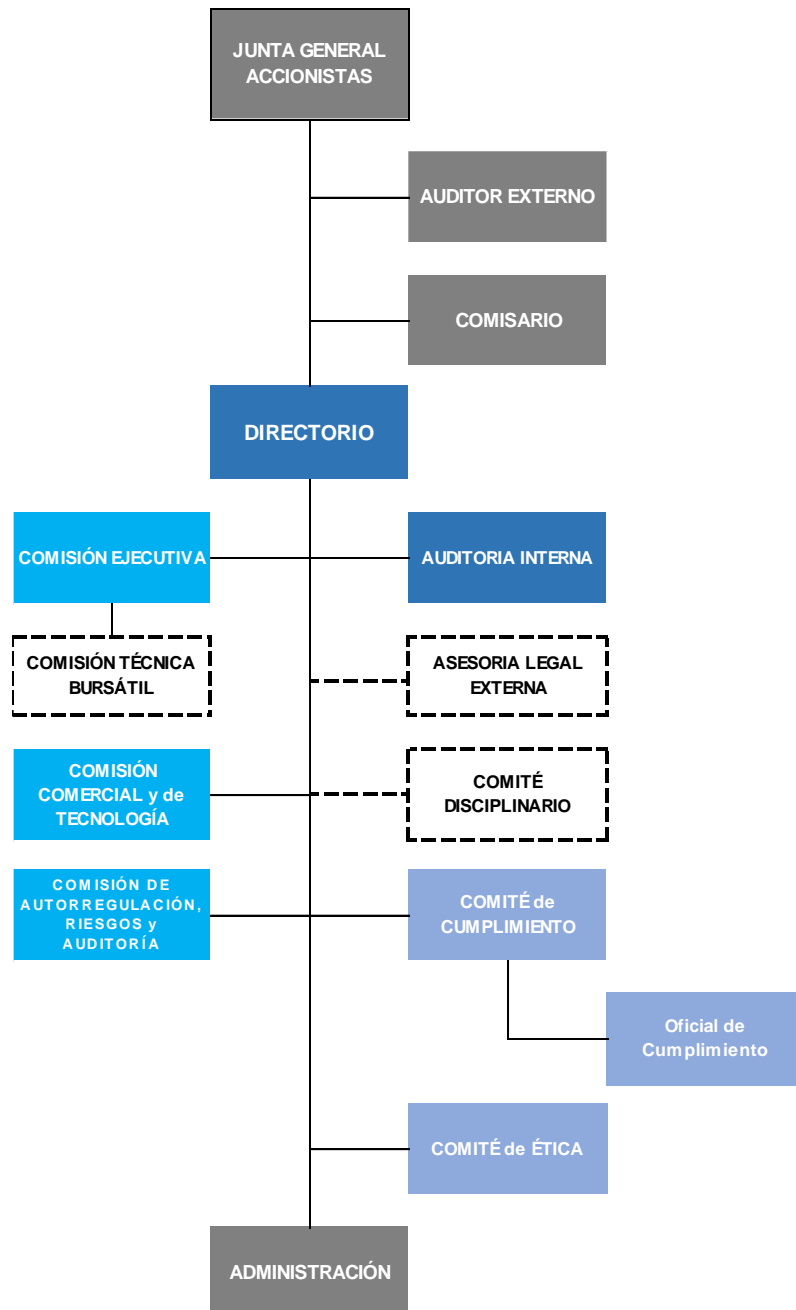 JUNTA GENERAL
ACCIONISTAS
AUDITOR EXTERNO
COMISARIO
DIRECTORIO
COMISIÓN EJECUTIVA
AUDITORIA INTERNA
COMISIÓN TÉCNICA
BURSÁTIL
ASESORIA LEGAL
EXTERNA
COMISIÓN
COMERCIAL y de
TECNOLOGÍA
COMITÉ
DISCIPLINARIO
COMISIÓN DE
AUTORREGULACIÓN,
RIESGOS y
AUDITORÍA
COMITÉ de
CUMPLIMIENTO
Oficial de
Cumplimiento
COMITÉ de ÉTICA
ADMINISTRACIÓN